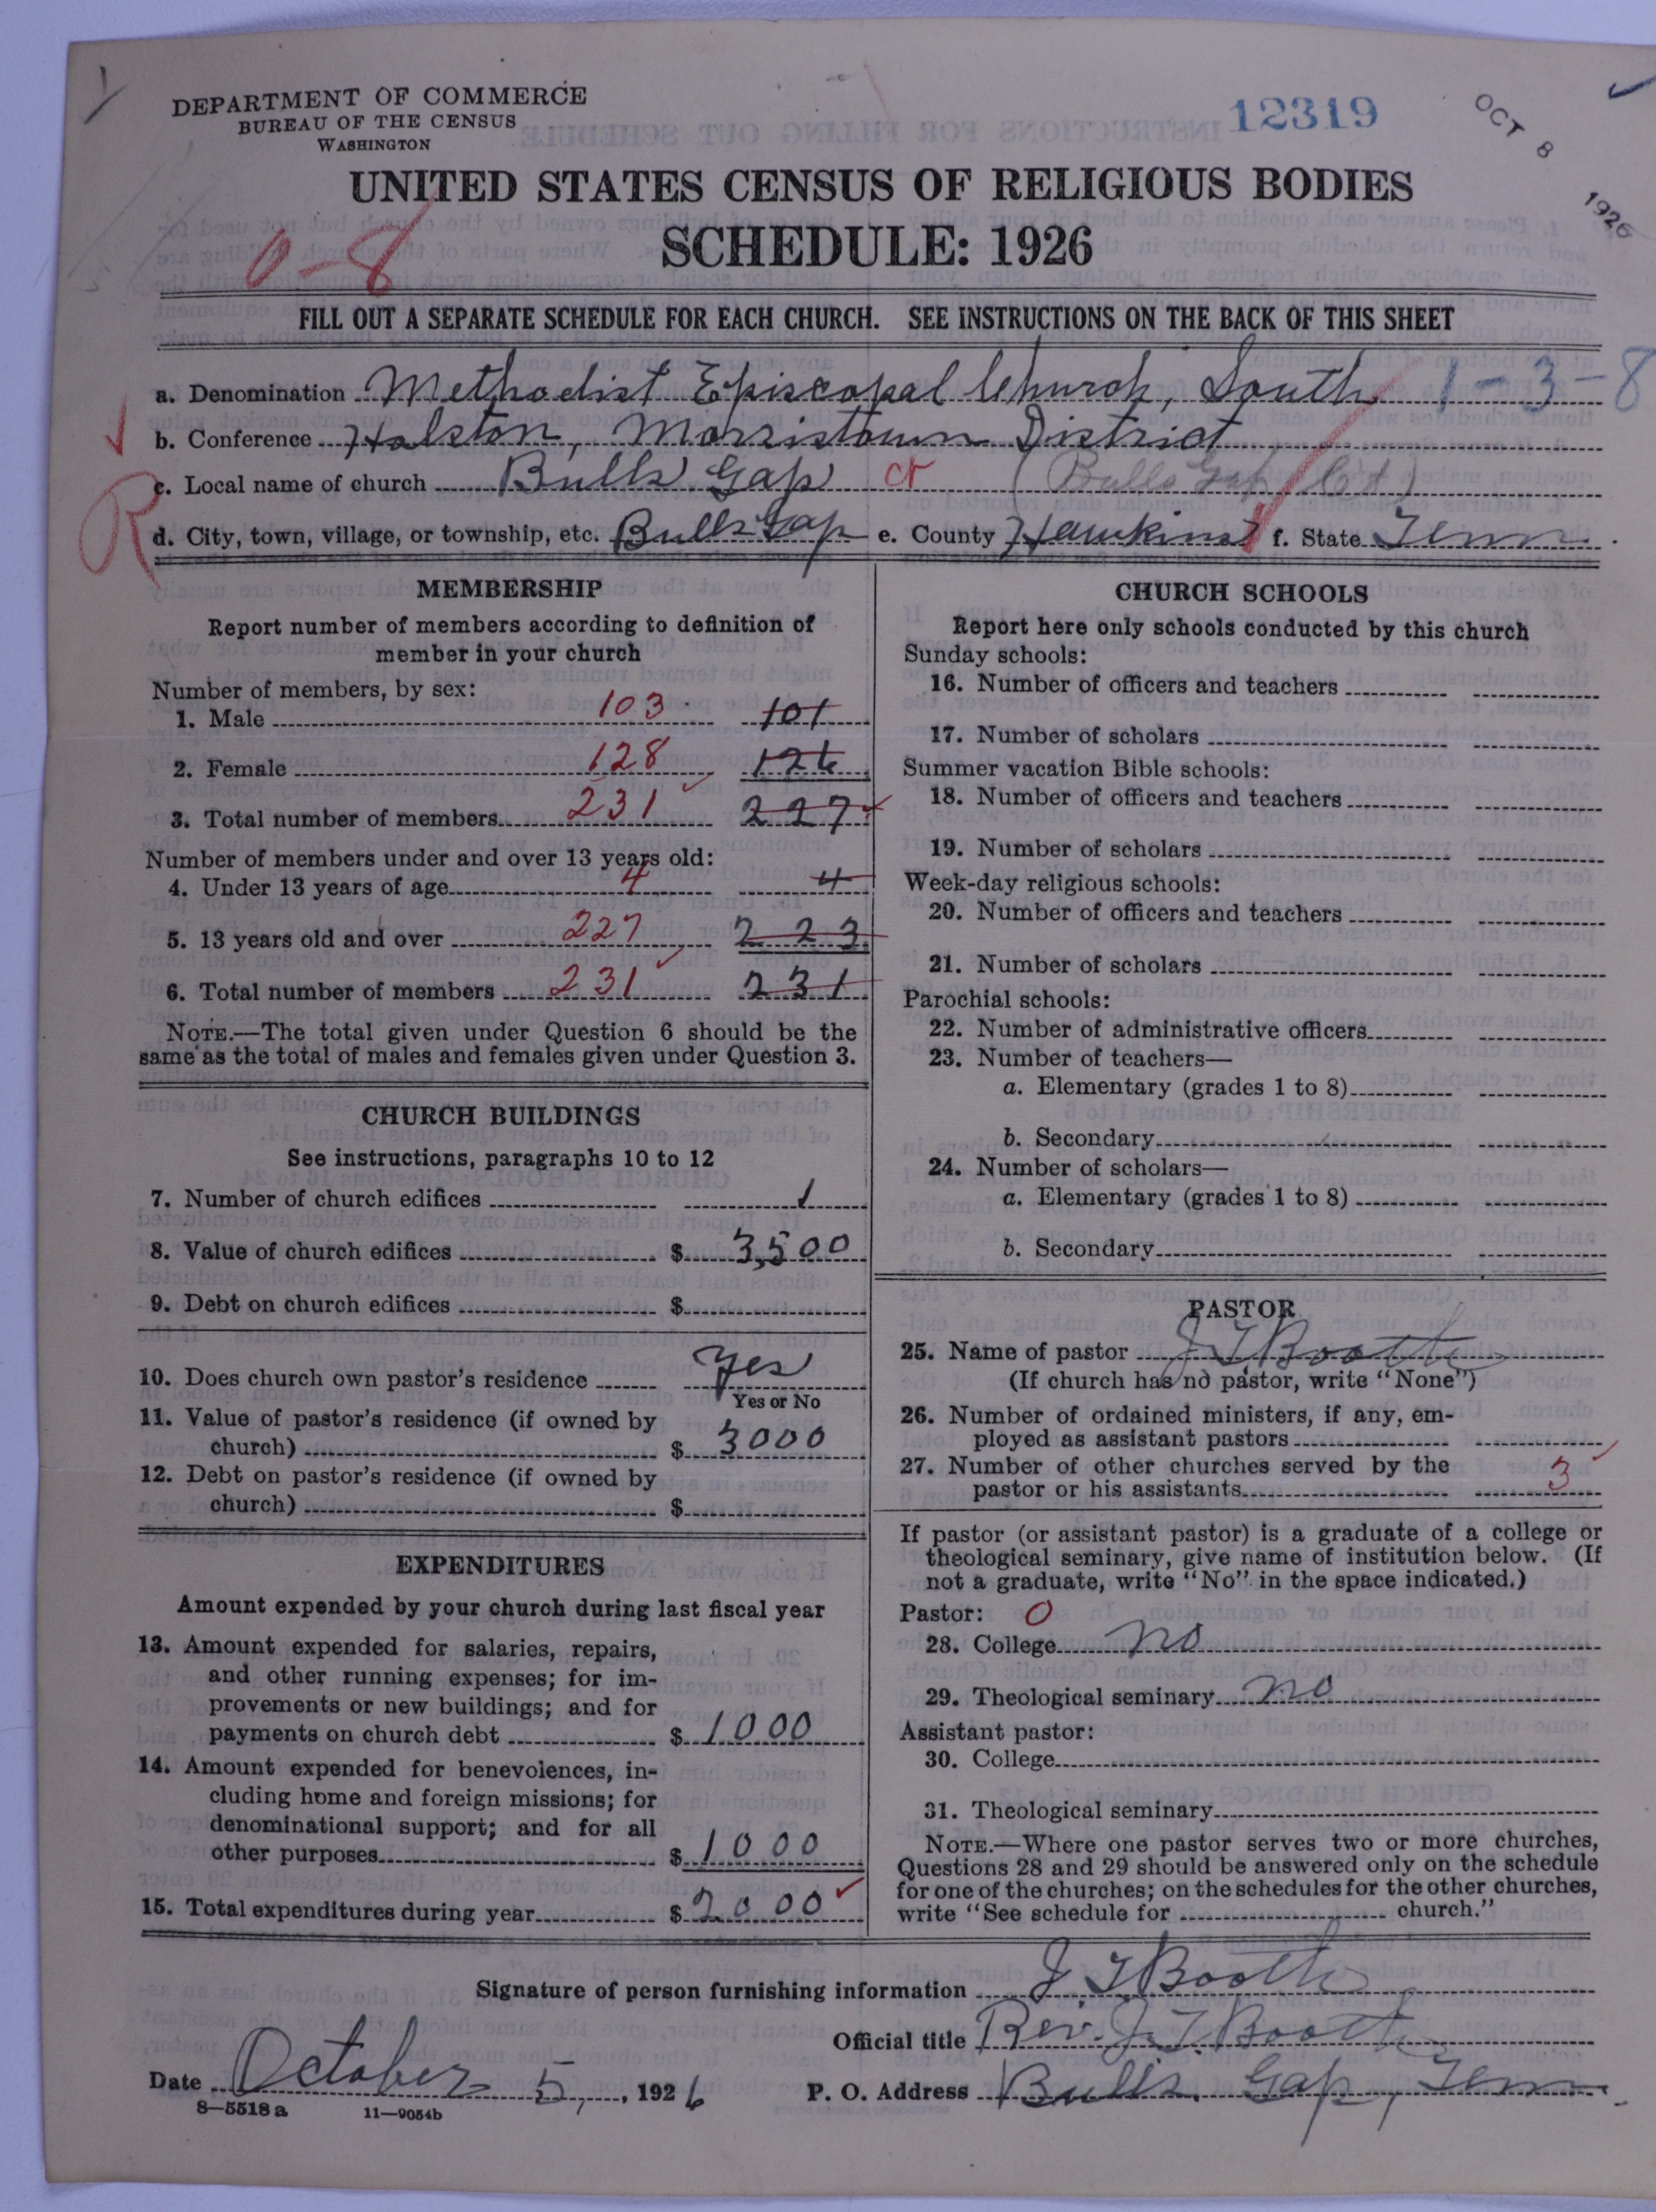 DEPARTMENT OF COMMERCE
BUREAU OF THE CENSUS
WASHINGTON
12319
OCT 8 1926
UNITED STATES CENSUS OF RELIGIOUS BODIES
SCHEDULE: 1926
0-8
FILL OUT A SEPARATE SCHEDULE FOR EACH CHURCH. SEE INSTRUCTIONS ON THE BACK OF THIS SHEET
a. Denomination Methodist Episcopal Church, South 1-3-8
b. Conference Holston, Morristown District
R
c. Local name of church Bulls Gap ct (Bulls Gap Ct)
d. City, town, village, or township, etc. Bulls Gap e. County Hawkins f. State Tenn.
MEMBERSHIP
Report number of members according to definition of
member in your church
Number of members, by sex:
1. Male 103 101
2. Female 128 126
3. Total number of members 231 227
Number of members under and over 13 years old:
4. Under 13 years of age 4 4
5. 13 years old and over 227 223
6. Total number of members 231 231
NOTE.—The total given under Question 6 should be the
same as the total of males and females given under Question 3.
CHURCH BUILDINGS
See instructions, paragraphs 10 to 12
7. Number of church edifices 1
8. Value of church edifices $ 3,500
9. Debt on church edifices $
10. Does church own pastor's residence Yes
Yes or No
11. Value of pastor's residence (if owned by
church) $ 3000
12. Debt on pastor's residence (if owned by
church) $
EXPENDITURES
Amount expended by your church during last fiscal year
13. Amount expended for salaries, repairs,
and other running expenses; for im-
provements or new buildings; and for
payments on church debt $ 1000
14. Amount expended for benevolences, in-
cluding home and foreign missions; for
denominational support; and for all
other purposes $ 1000
15. Total expenditures during year $ 2000
CHURCH SCHOOLS
Report here only schools conducted by this church
Sunday schools:
16. Number of officers and teachers
17. Number of scholars
Summer vacation Bible schools:
18. Number of officers and teachers
19. Number of scholars
Week-day religious schools:
20. Number of officers and teachers
21. Number of scholars
Parochial schools:
22. Number of administrative officers
23. Number of teachers—
a. Elementary (grades 1 to 8)
b. Secondary
24. Number of scholars—
a. Elementary (grades 1 to 8)
b. Secondary
PASTOR
25. Name of pastor J T Booth
(If church has no pastor, write "None")
26. Number of ordained ministers, if any, em-
ployed as assistant pastors
27. Number of other churches served by the
pastor or his assistants 3
If pastor (or assistant pastor) is a graduate of a college or
theological seminary, give name of institution below. (If
not a graduate, write "No" in the space indicated.)
Pastor: 0
28. College no
29. Theological seminary no
Assistant pastor:
30. College
31. Theological seminary
NOTE.—Where one pastor serves two or more churches,
Questions 28 and 29 should be answered only on the schedule
for one of the churches; on the schedules for the other churches,
write "See schedule for church."
Signature of person furnishing information J T Booth
Official title Rev. J. T. Booth
Date October 5, 1926 P. O. Address Bulls Gap, Tenn.
8—5518 a 11—9054b